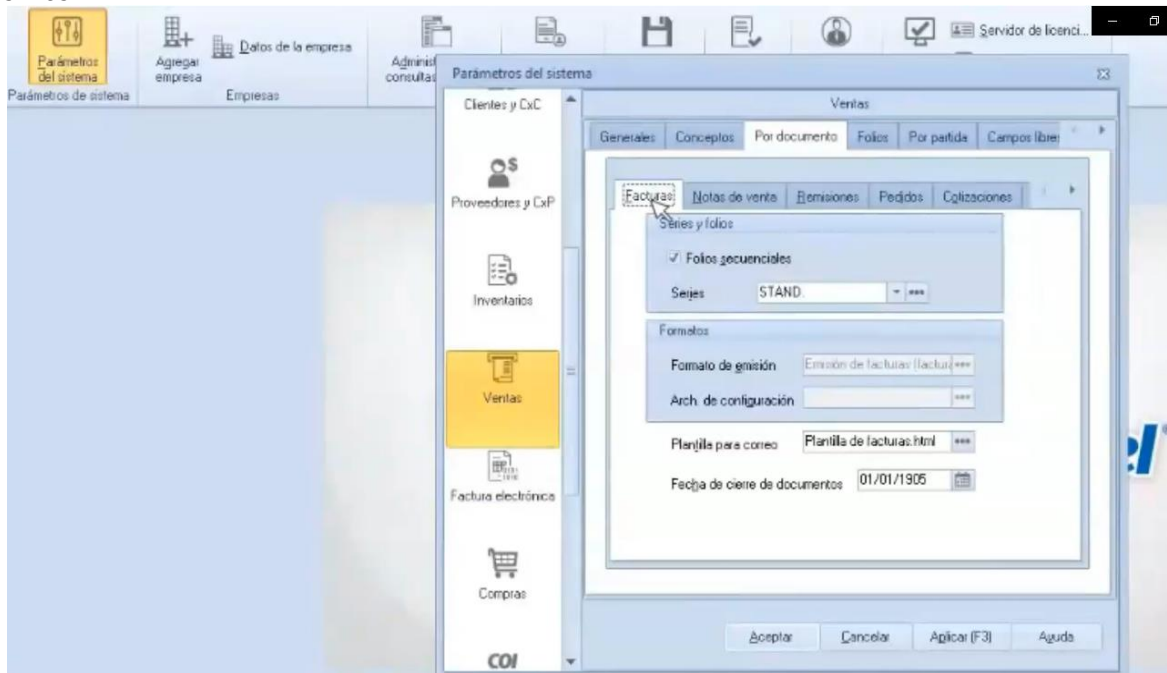 Parámetros
del sistema
Agregar
empresa
Datos de la empresa
Servidor de licenci...
Parámetros de sistema
Empresas
Parámetros del sistema
Clientes y CxC
Proveedores y CxP
Inventarios
Ventas
Factura electrónica
Compras
COI
Ventas
Generales
Conceptos
Por documento
Folios
Por partida
Campos libres
Facturas
Notas de venta
Remisiones
Pedidos
Cotizaciones
Series y folios
Folios secuenciales
Series
STAND.
Formatos
Formato de emisión
Emisión de facturas (factur
Arch. de configuración
Plantilla para correo
Plantilla de facturas.html
Fecha de cierre de documentos
01/01/1905
Aceptar
Cancelar
Aplicar (F3)
Ayuda